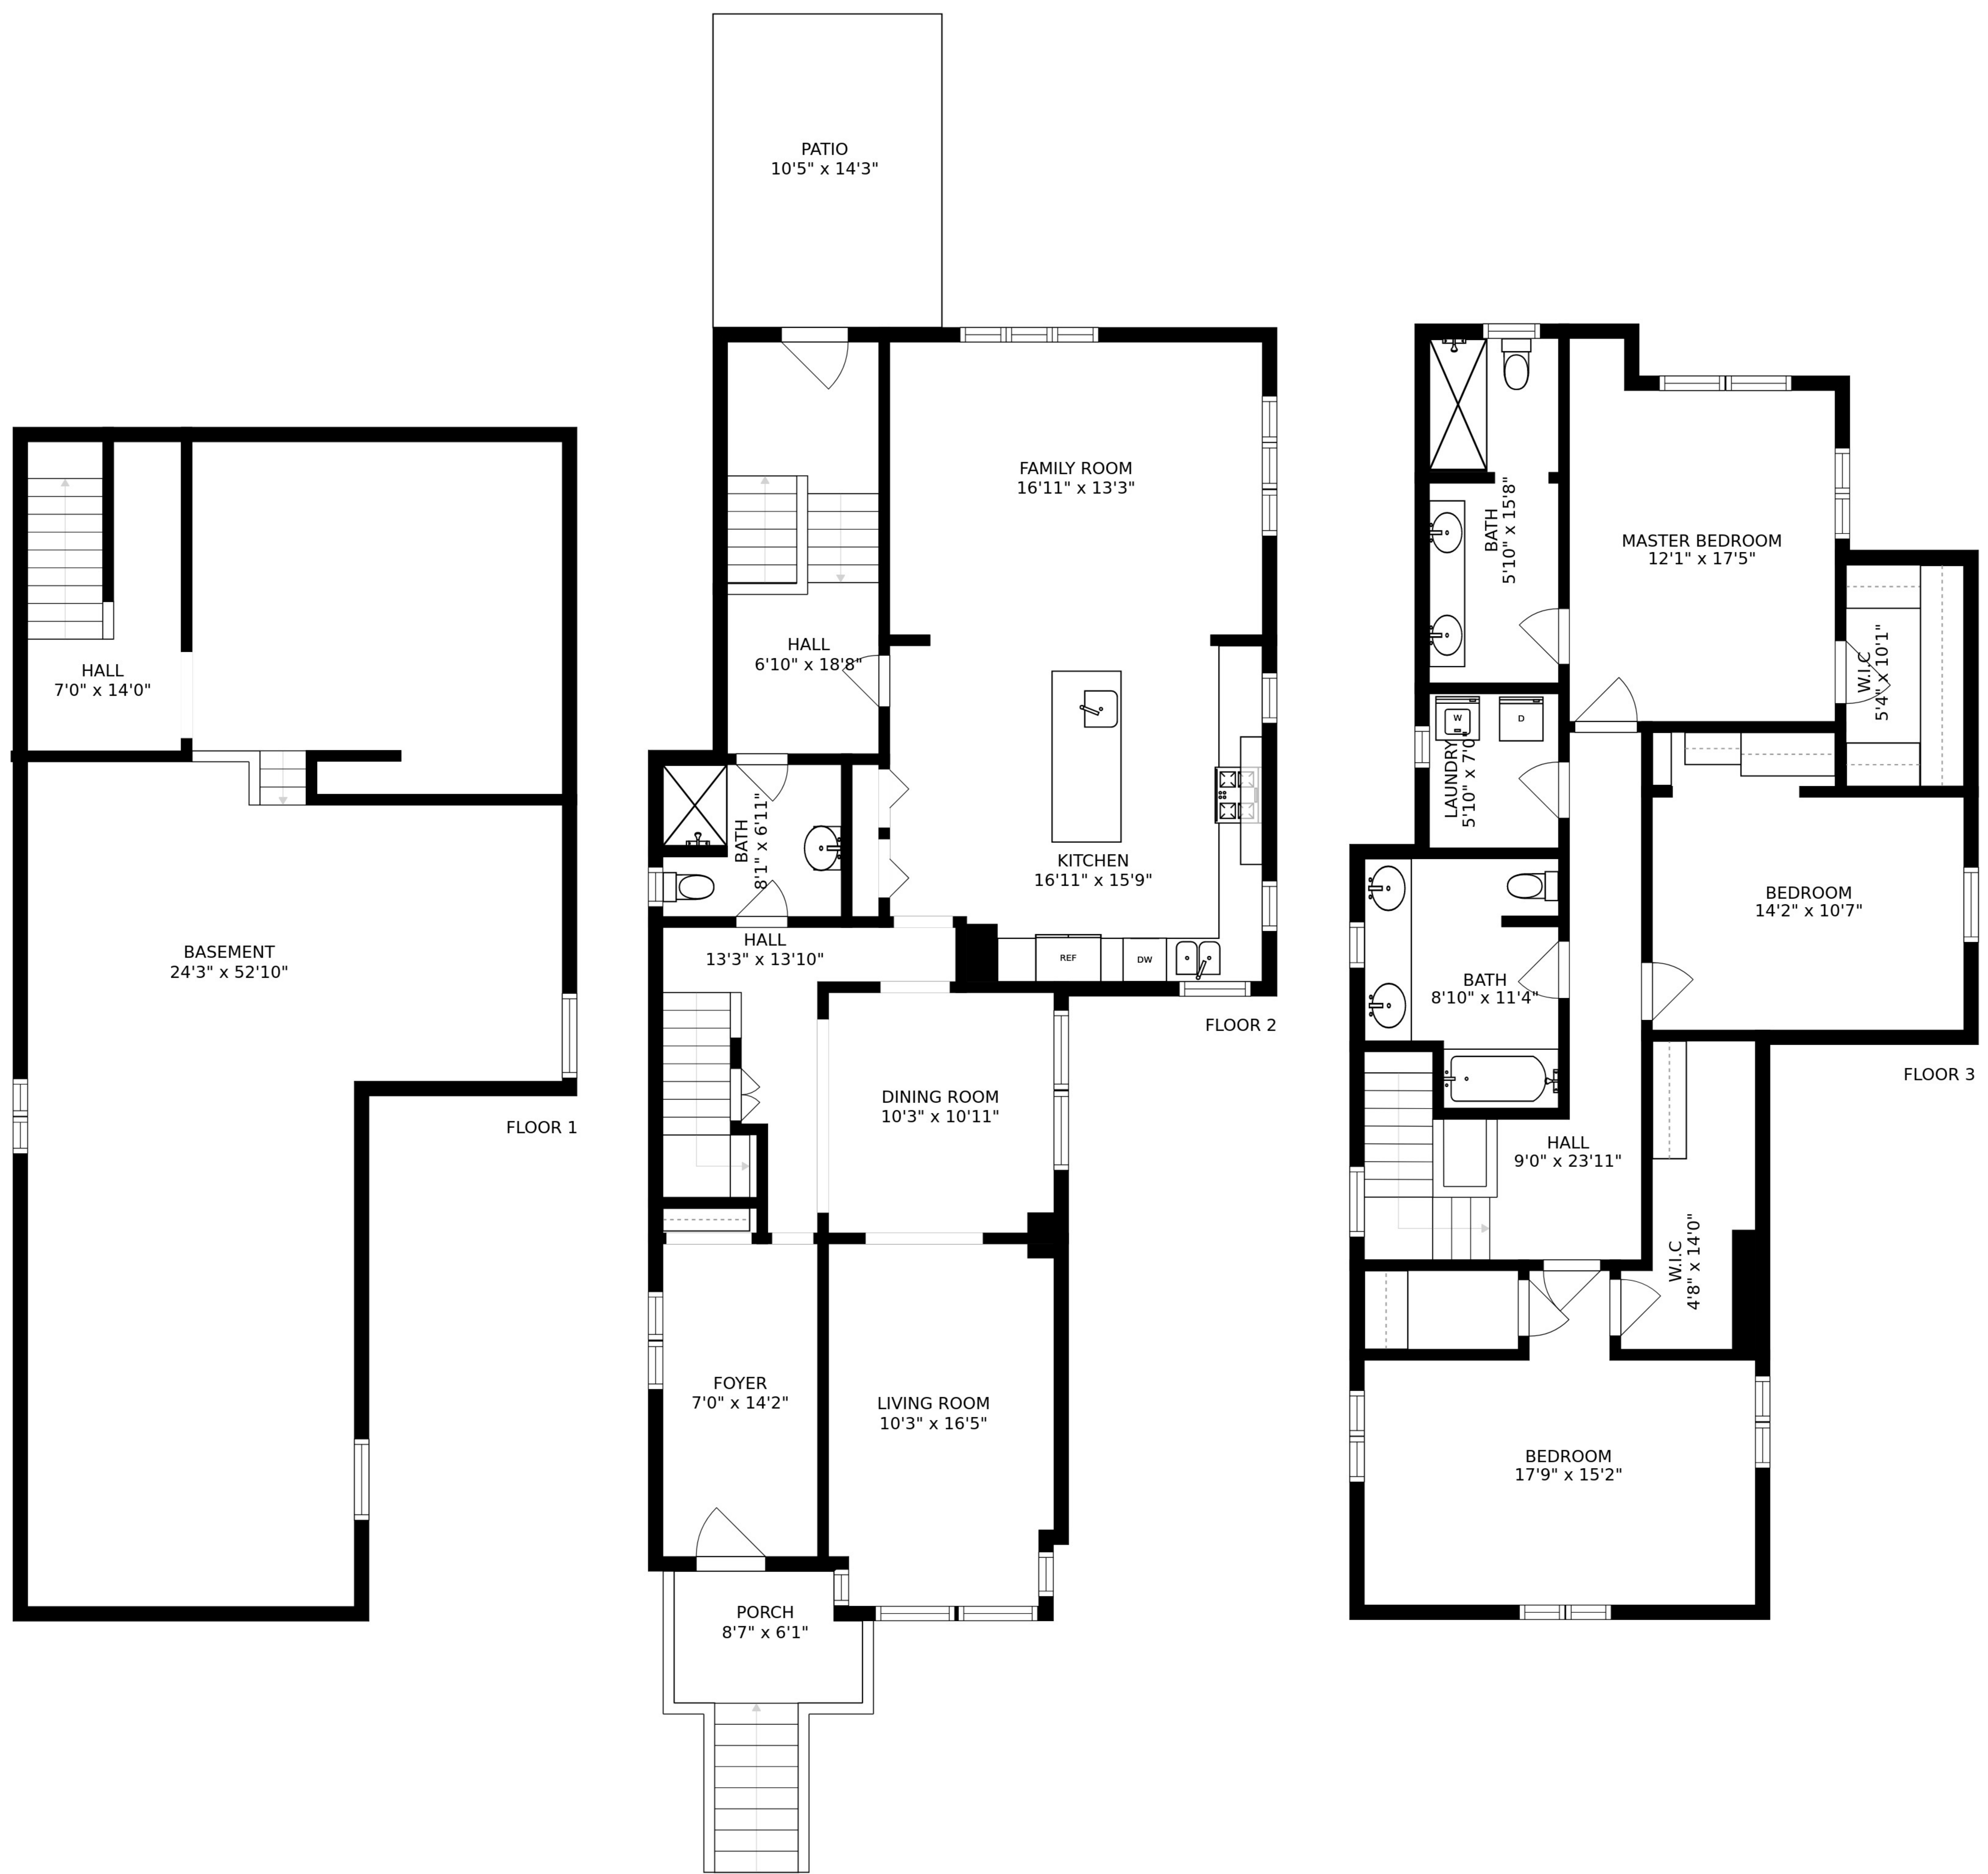 HALL
7'0" x 14'0"
BASEMENT
24'3" x 52'10"
FLOOR 1
PATIO
10'5" x 14'3"
FAMILY ROOM
16'11" x 13'3"
HALL
6'10" x 18'8"
BATH
8'1" x 6'11"
KITCHEN
16'11" x 15'9"
HALL
13'3" x 13'10"
REF
DW
FLOOR 2
DINING ROOM
10'3" x 10'11"
FOYER
7'0" x 14'2"
LIVING ROOM
10'3" x 16'5"
PORCH
8'7" x 6'1"
BATH
5'10" x 15'8"
MASTER BEDROOM
12'1" x 17'5"
W.I.C
5'4" x 10'1"
W
D
LAUNDRY
5'10" x 7'0"
BEDROOM
14'2" x 10'7"
BATH
8'10" x 11'4"
FLOOR 3
HALL
9'0" x 23'11"
W.I.C
4'8" x 14'0"
BEDROOM
17'9" x 15'2"